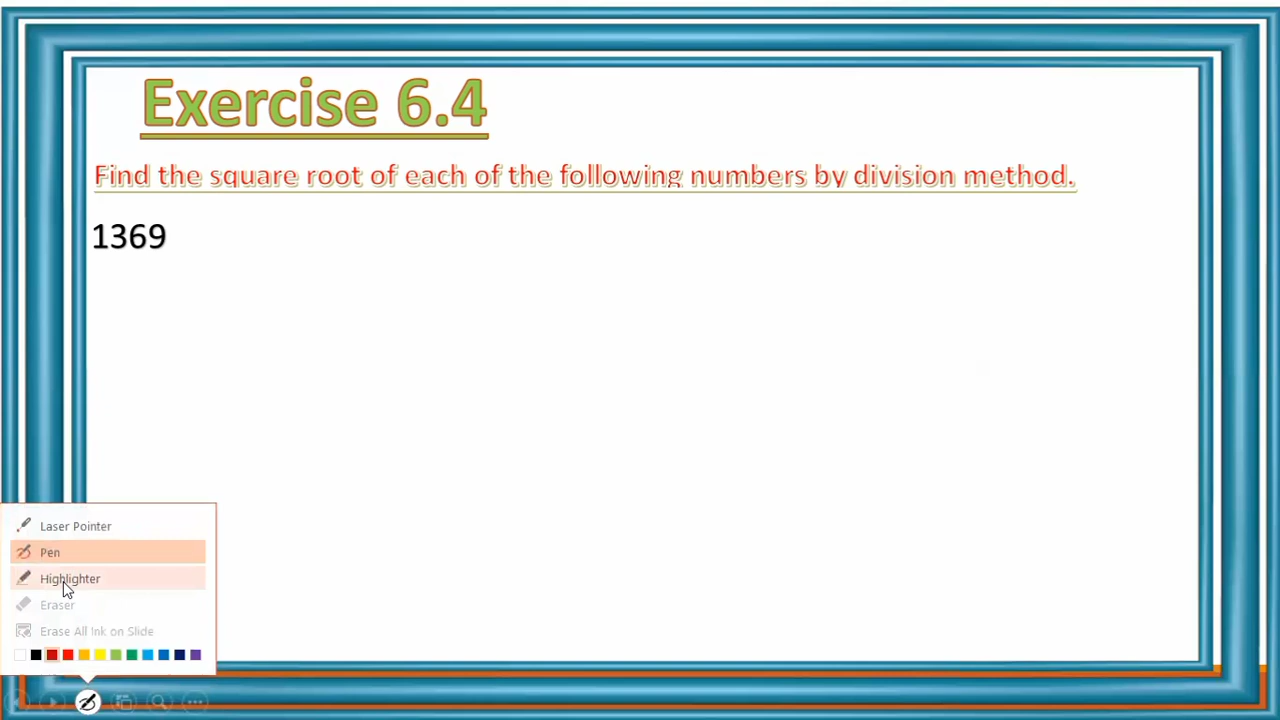 Exercise 6.4
Find the square root of each of the following numbers by division method.
1369
Laser Pointer
Pen
Highlighter
Eraser
Erase All Ink on Slide